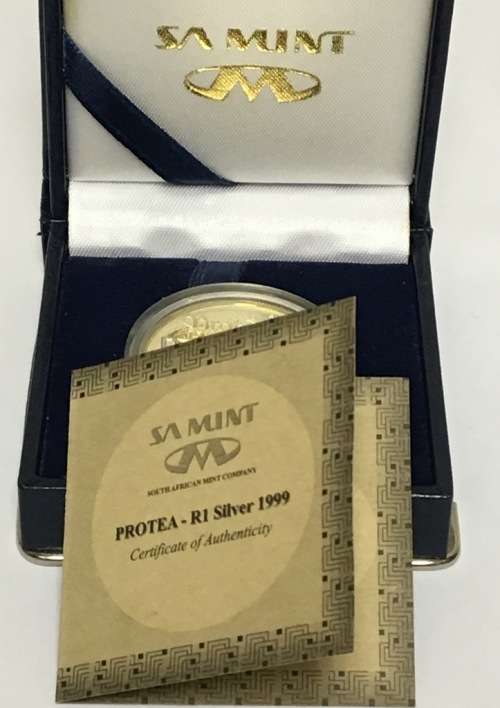 SA MINT
SA MINT
SOUTH AFRICAN MINT COMPANY
PROTEA - R1 Silver 1999
Certificate of Authenticity